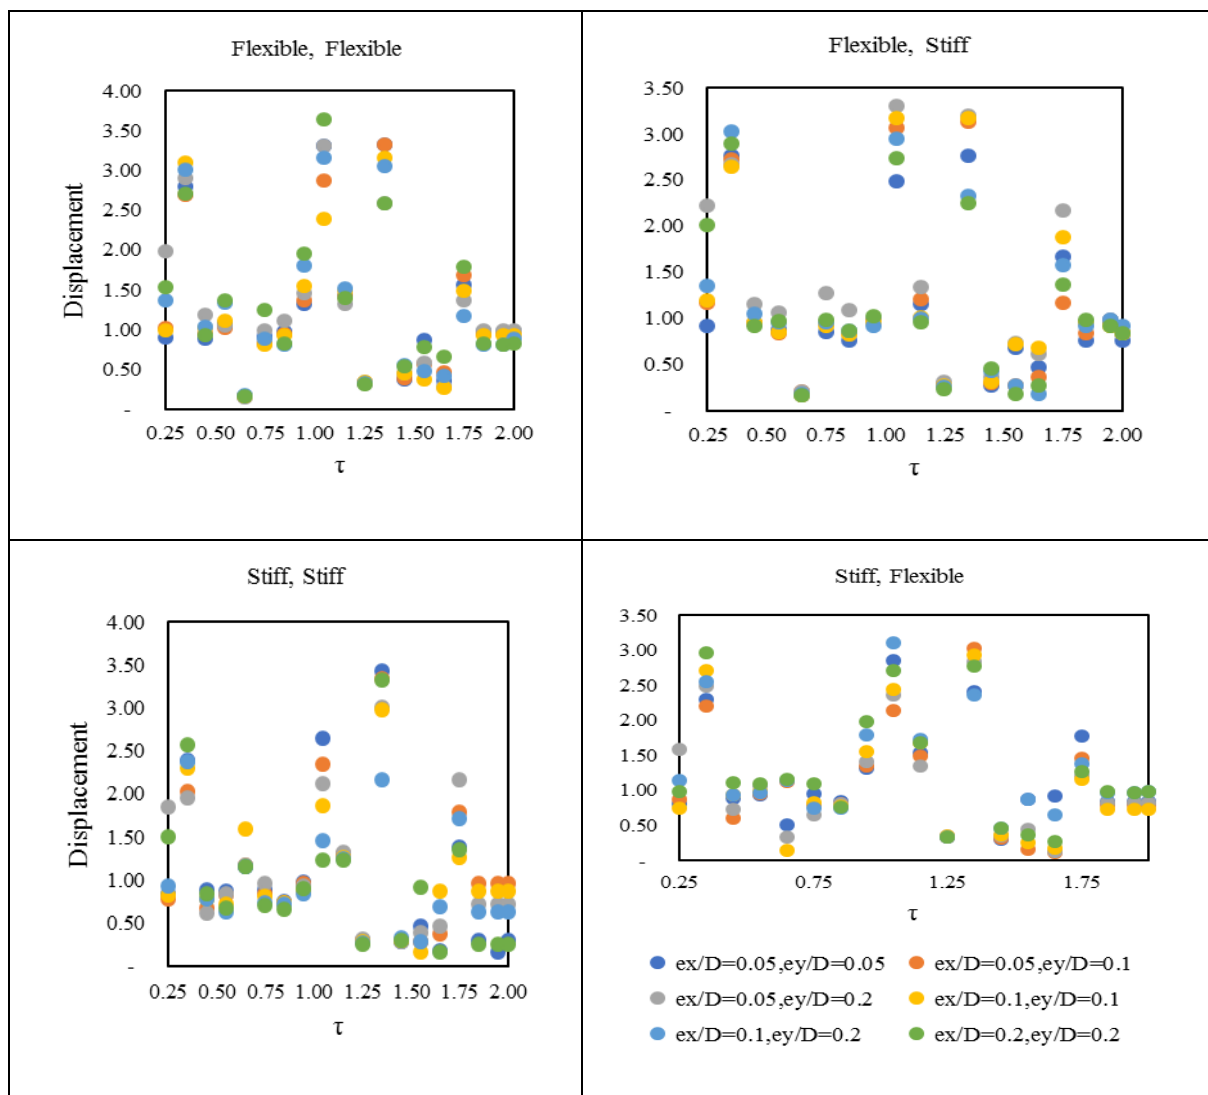 Flexible, Flexible
4.00
3.50
3.00
2.50
2.00
1.50
1.00
0.50
-
Displacement
0.25 0.50 0.75 1.00 1.25 1.50 1.75 2.00
τ
Flexible, Stiff
3.50
3.00
2.50
2.00
1.50
1.00
0.50
-
0.25 0.50 0.75 1.00 1.25 1.50 1.75 2.00
τ
Stiff, Stiff
4.00
3.50
3.00
2.50
2.00
1.50
1.00
0.50
-
Displacement
0.25 0.50 0.75 1.00 1.25 1.50 1.75 2.00
τ
Stiff, Flexible
3.50
3.00
2.50
2.00
1.50
1.00
0.50
-
0.25 0.75 1.25 1.75
τ
ex/D=0.05,ey/D=0.05 ex/D=0.05,ey/D=0.1
ex/D=0.05,ey/D=0.2 ex/D=0.1,ey/D=0.1
ex/D=0.1,ey/D=0.2 ex/D=0.2,ey/D=0.2